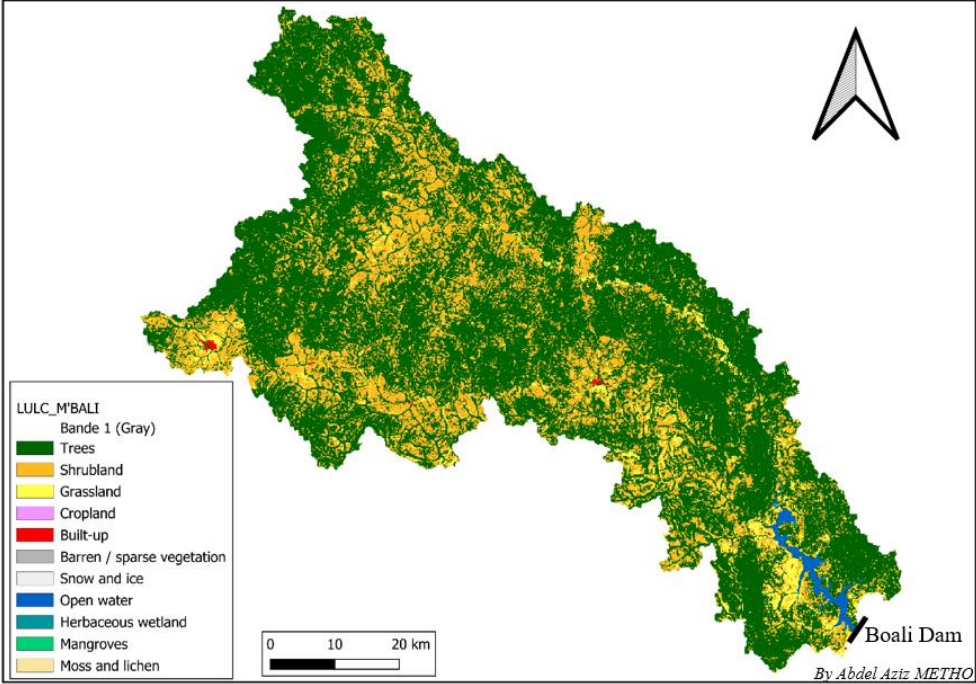 LULC_M'BALI
Bande 1 (Gray)
Trees
Shrubland
Grassland
Cropland
Built-up
Barren / sparse vegetation
Snow and ice
Open water
Herbaceous wetland
Mangroves
Moss and lichen
0 10 20 km
Boali Dam
By Abdel Aziz METHO